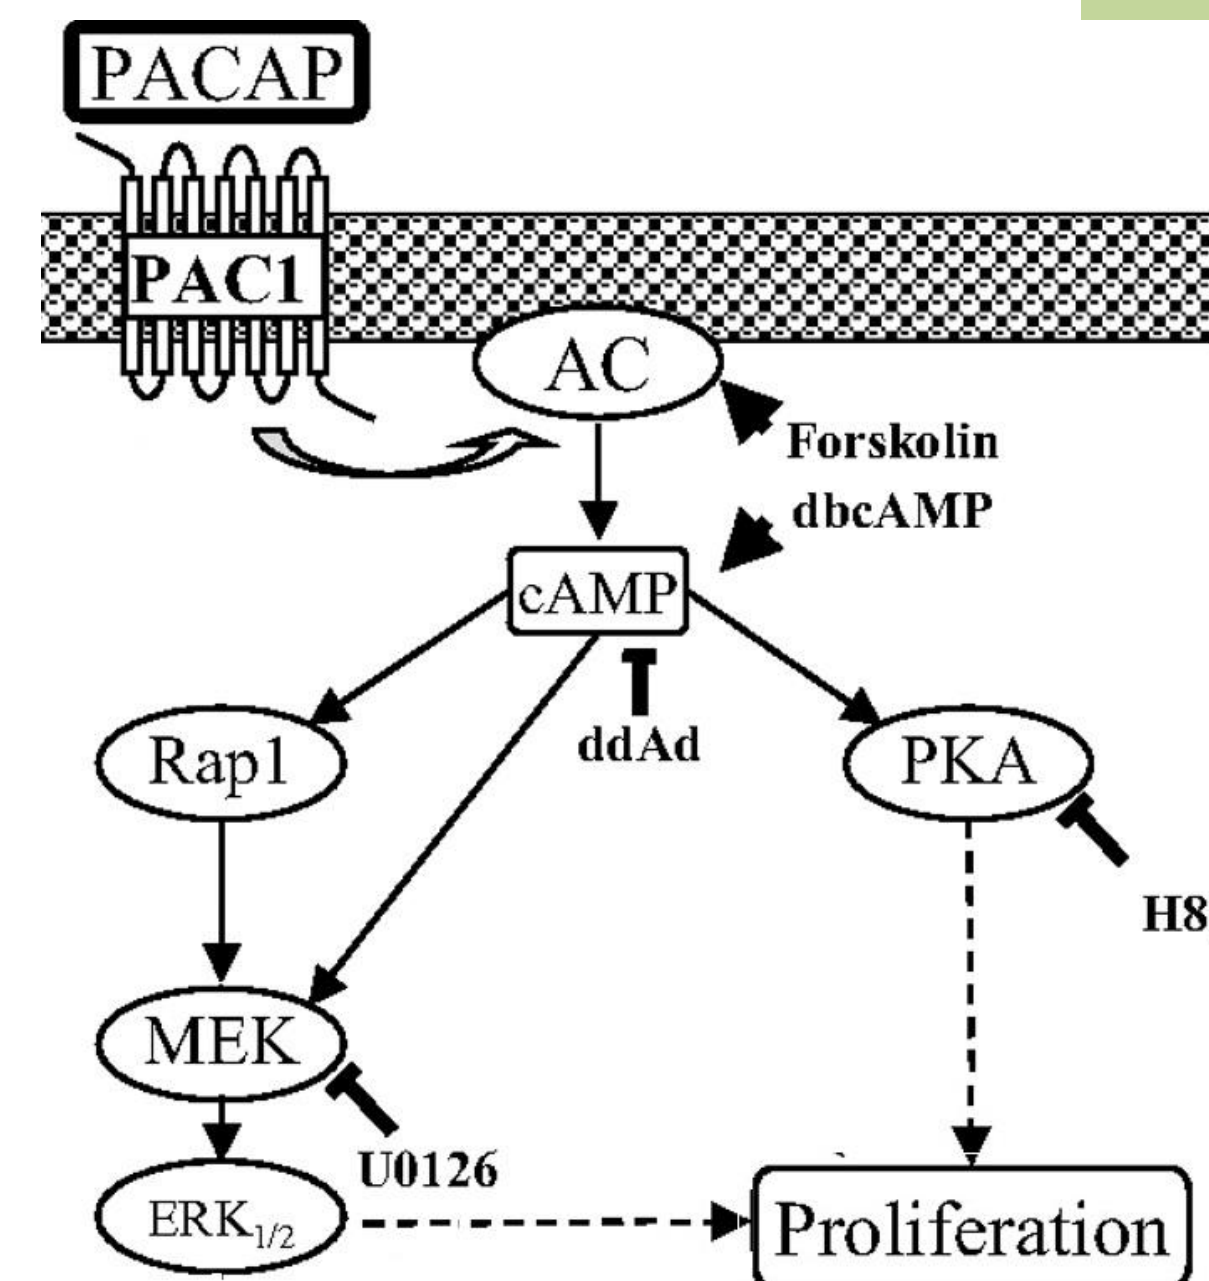 PACAP
PAC1
AC
Forskolin
dbcAMP
cAMP
ddAd
Rap1
PKA
H8
MEK
U0126
ERK1/2
Proliferation